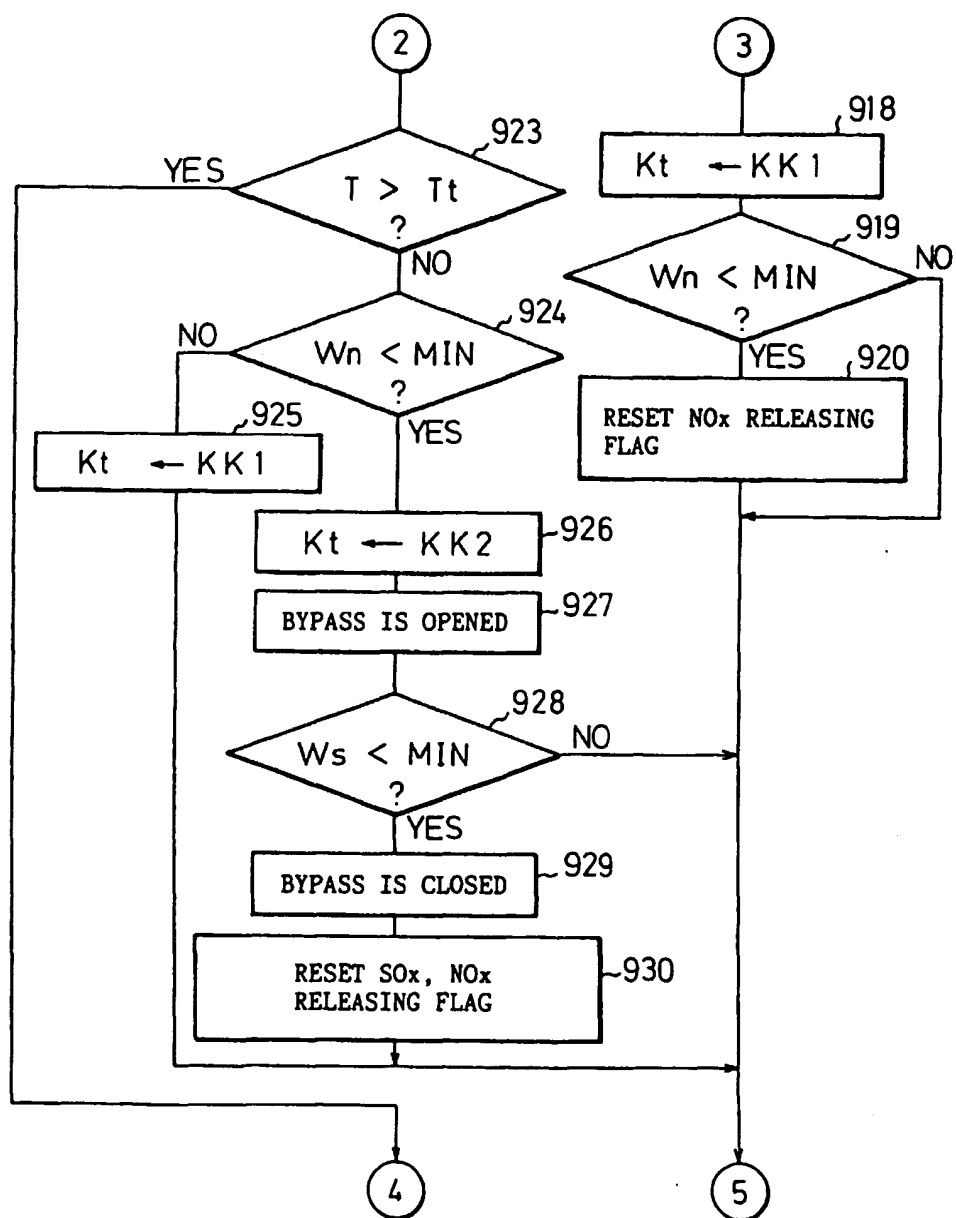 2
3
923
918
YES
T > Tt
?
NO
Kt ← KK1
919
Wn < MIN
?
NO
YES
924
NO
Wn < MIN
?
YES
920
RESET NOx RELEASING
FLAG
925
Kt ← KK1
926
Kt ← KK2
927
BYPASS IS OPENED
928
Ws < MIN
?
NO
YES
929
BYPASS IS CLOSED
930
RESET SOx, NOx
RELEASING FLAG
4
5